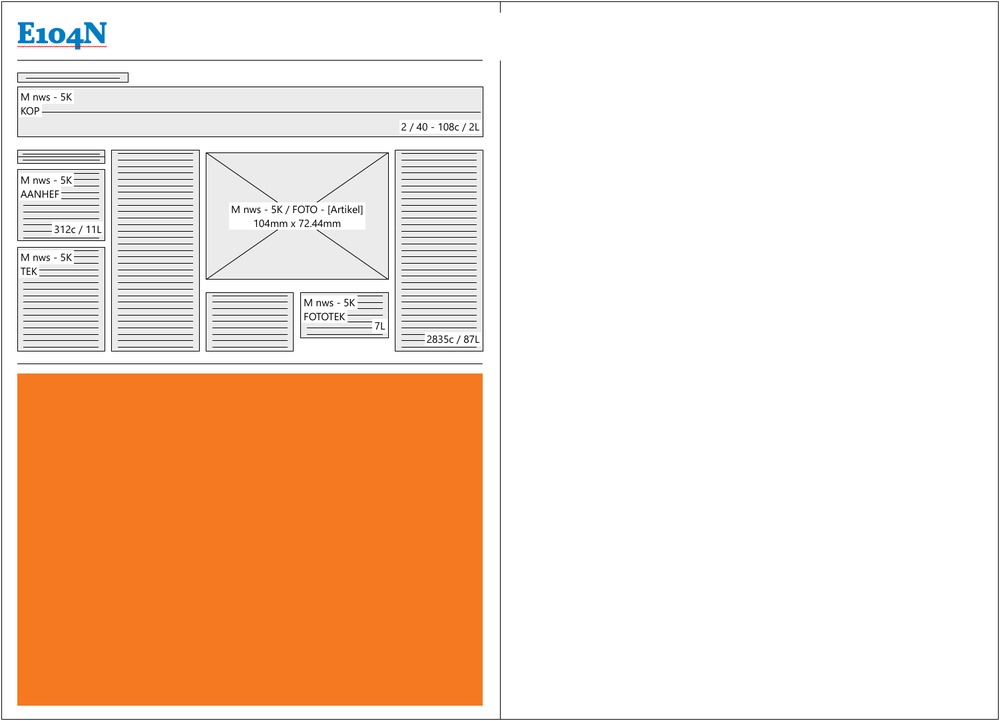 E104N
M nws - 5K
KOP
2 / 40 - 108c / 2L
M nws - 5K
AANHEF
312c / 11L
M nws - 5K
TEK
M nws - 5K / FOTO - [Artikel]
104mm x 72.44mm
M nws - 5K
FOTOTEK
7L
2835c / 87L